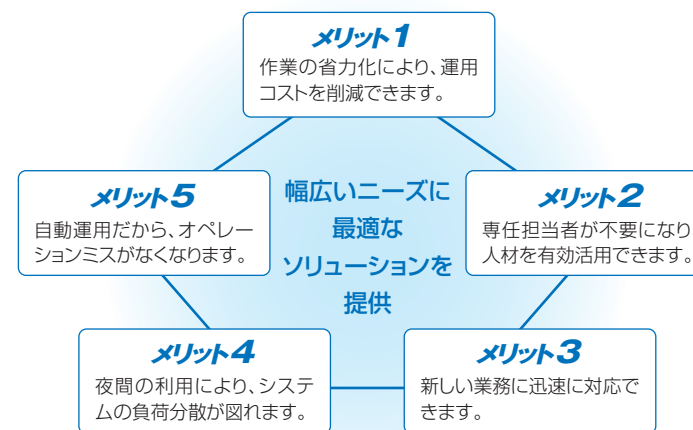 メリット1
作業の省力化により、運用
コストを削減できます。
メリット5
自動運用だから、オペレー
ションミスがなくなります。
幅広いニーズに
最適な
ソリューションを
提供
メリット2
専任担当者が不要になり
人材を有効活用できます。
メリット4
夜間の利用により、システ
ムの負荷分散が図れます。
メリット3
新しい業務に迅速に対応で
きます。